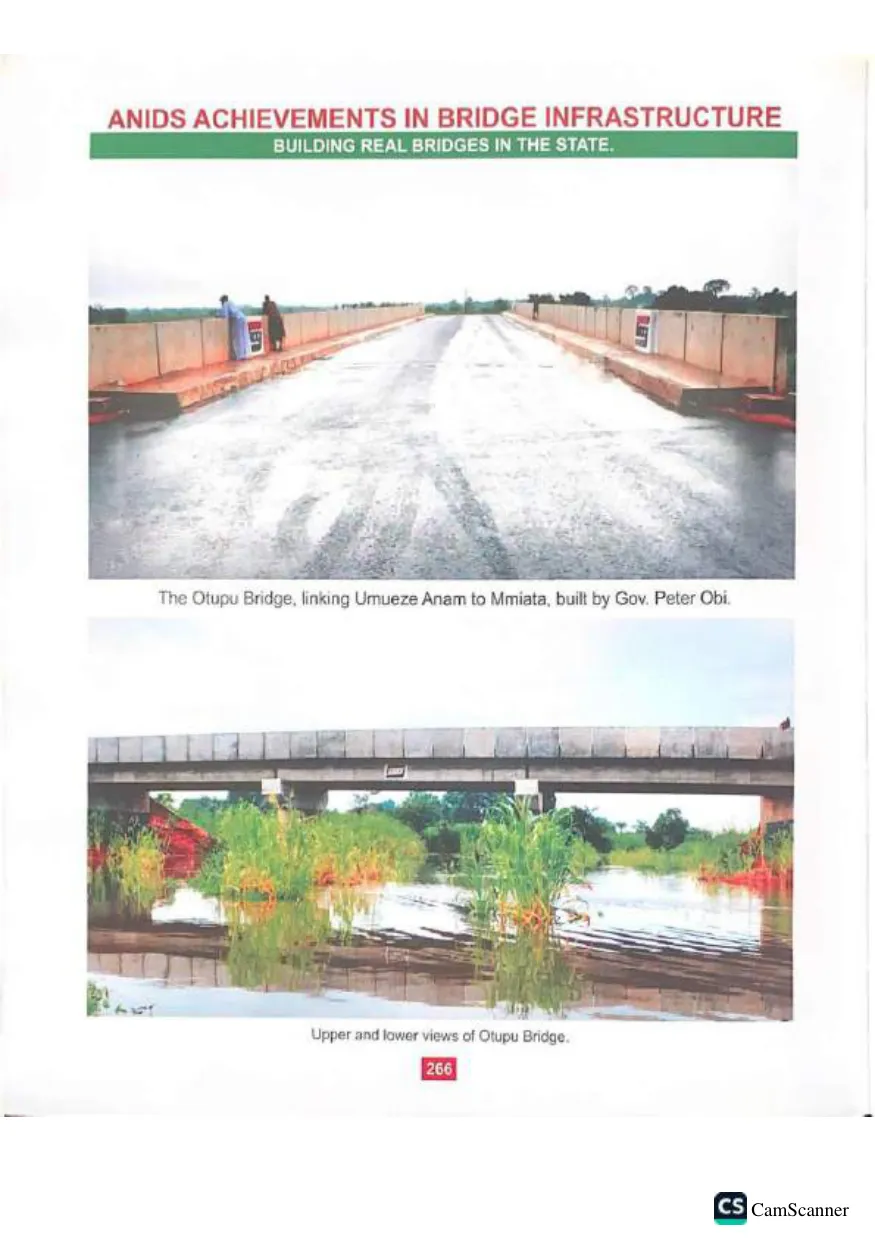 ANIDS ACHIEVEMENTS IN BRIDGE INFRASTRUCTURE
BUILDING REAL BRIDGES IN THE STATE.
The Otupu Bridge, linking Umueze Anam to Mmiata, built by Gov. Peter Obi.
Upper and lower views of Otupu Bridge.
266
CS CamScanner